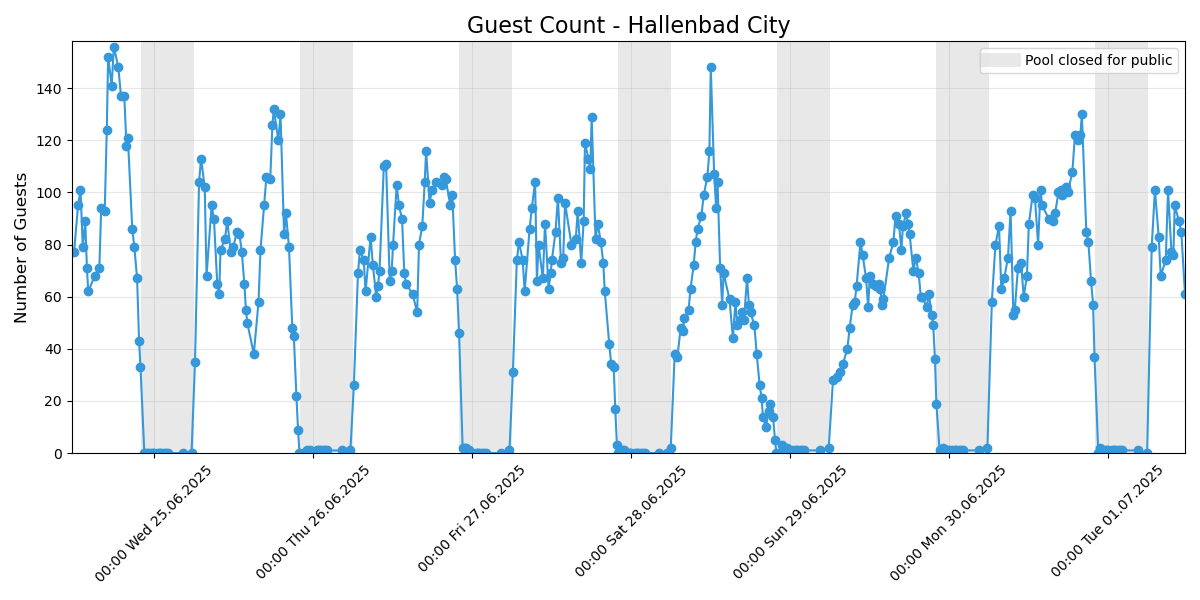 Guest Count - Hallenbad City
Pool closed for public
Number of Guests
140
120
100
80
60
40
20
0
00:00 Wed 25.06.2025
00:00 Thu 26.06.2025
00:00 Fri 27.06.2025
00:00 Sat 28.06.2025
00:00 Sun 29.06.2025
00:00 Mon 30.06.2025
00:00 Tue 01.07.2025